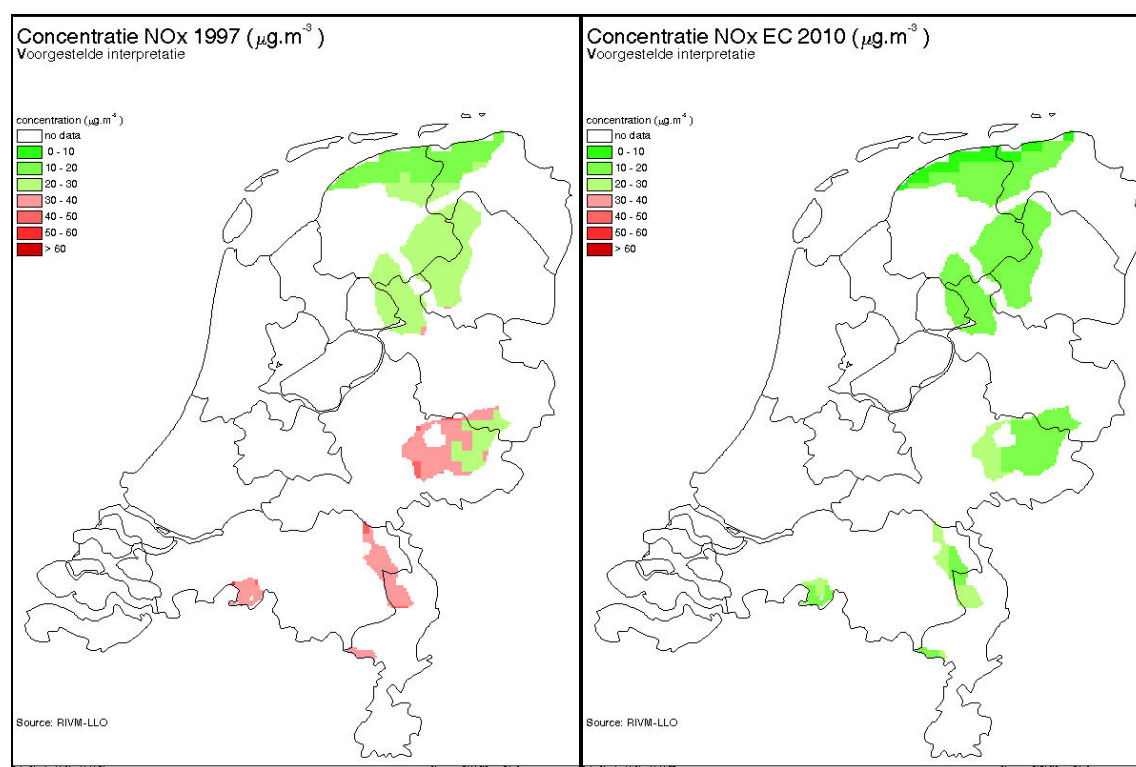 Concentratie NOx 1997 (μg.m⁻³)
Voorgestelde interpretatie
concentration (μg.m⁻³)
no data
0 - 10
10 - 20
20 - 30
30 - 40
40 - 50
50 - 60
> 60
Source: RIVM-LLO
Concentratie NOx EC 2010 (μg.m⁻³)
Voorgestelde interpretatie
concentration (μg.m⁻³)
no data
0 - 10
10 - 20
20 - 30
30 - 40
40 - 50
50 - 60
> 60
Source: RIVM-LLO